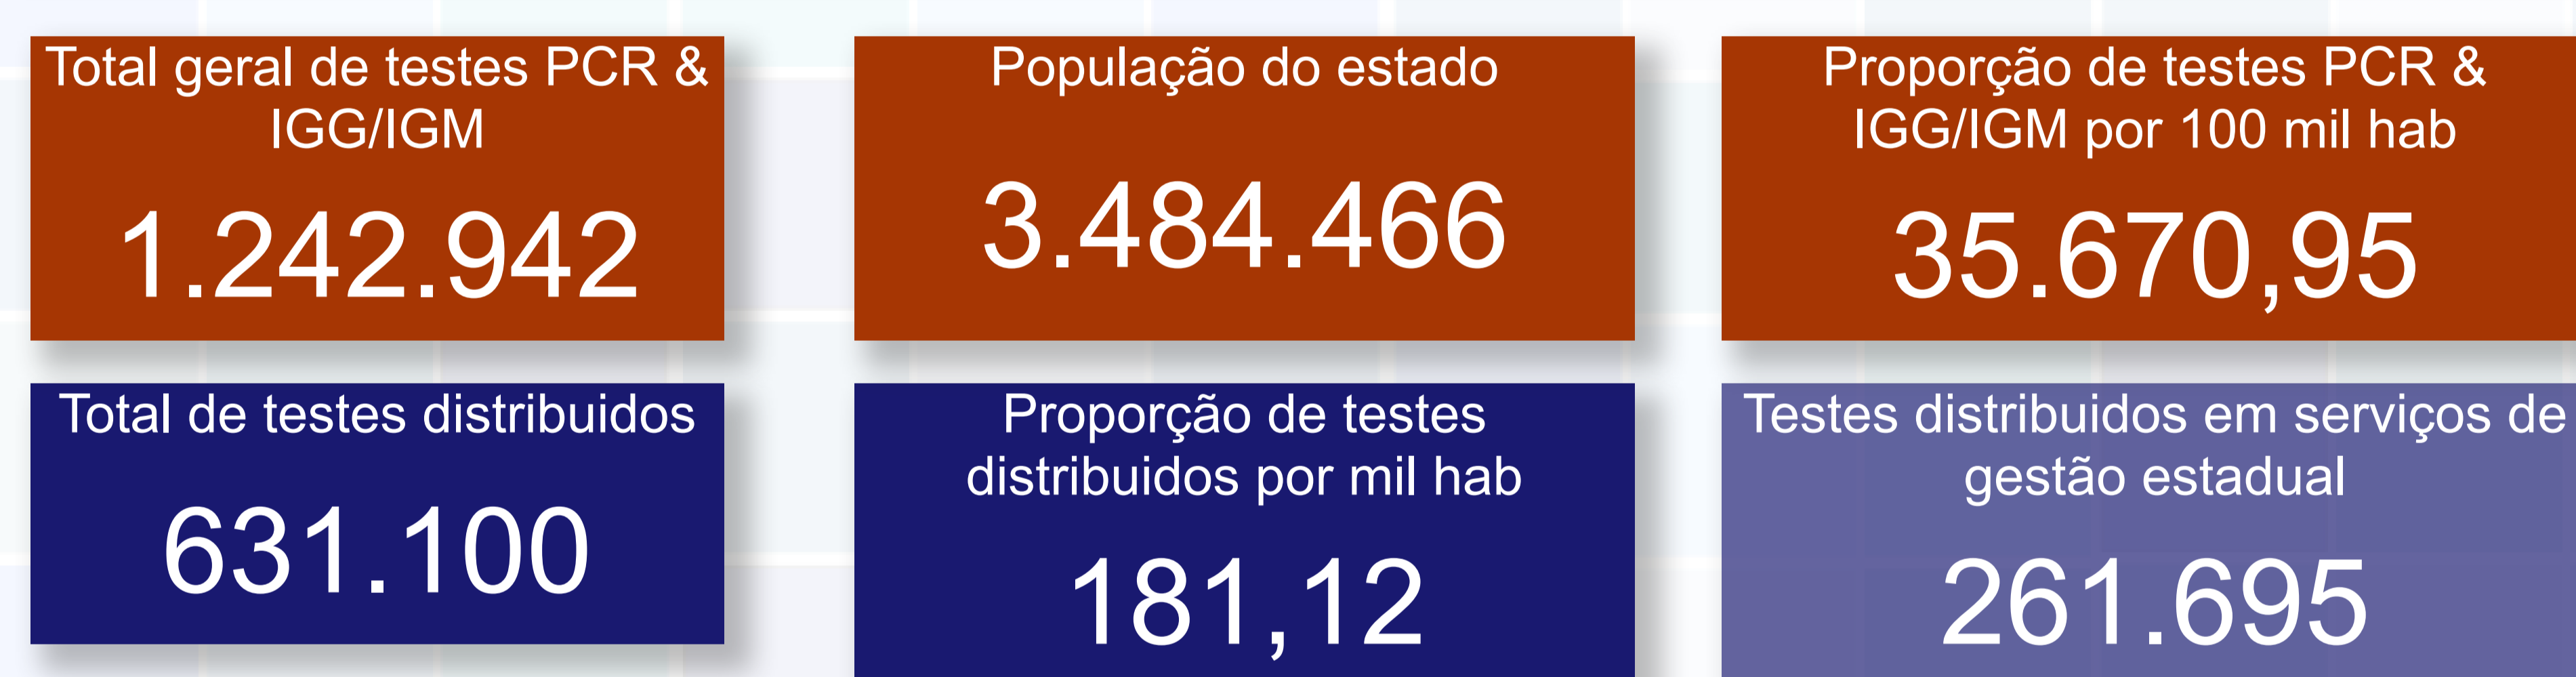 Total geral de testes PCR &
IGG/IGM
1.242.942
População do estado
3.484.466
Proporção de testes PCR &
IGG/IGM por 100 mil hab
35.670,95
Total de testes distribuidos
631.100
Proporção de testes
distribuidos por mil hab
181,12
Testes distribuidos em serviços de
gestão estadual
261.695